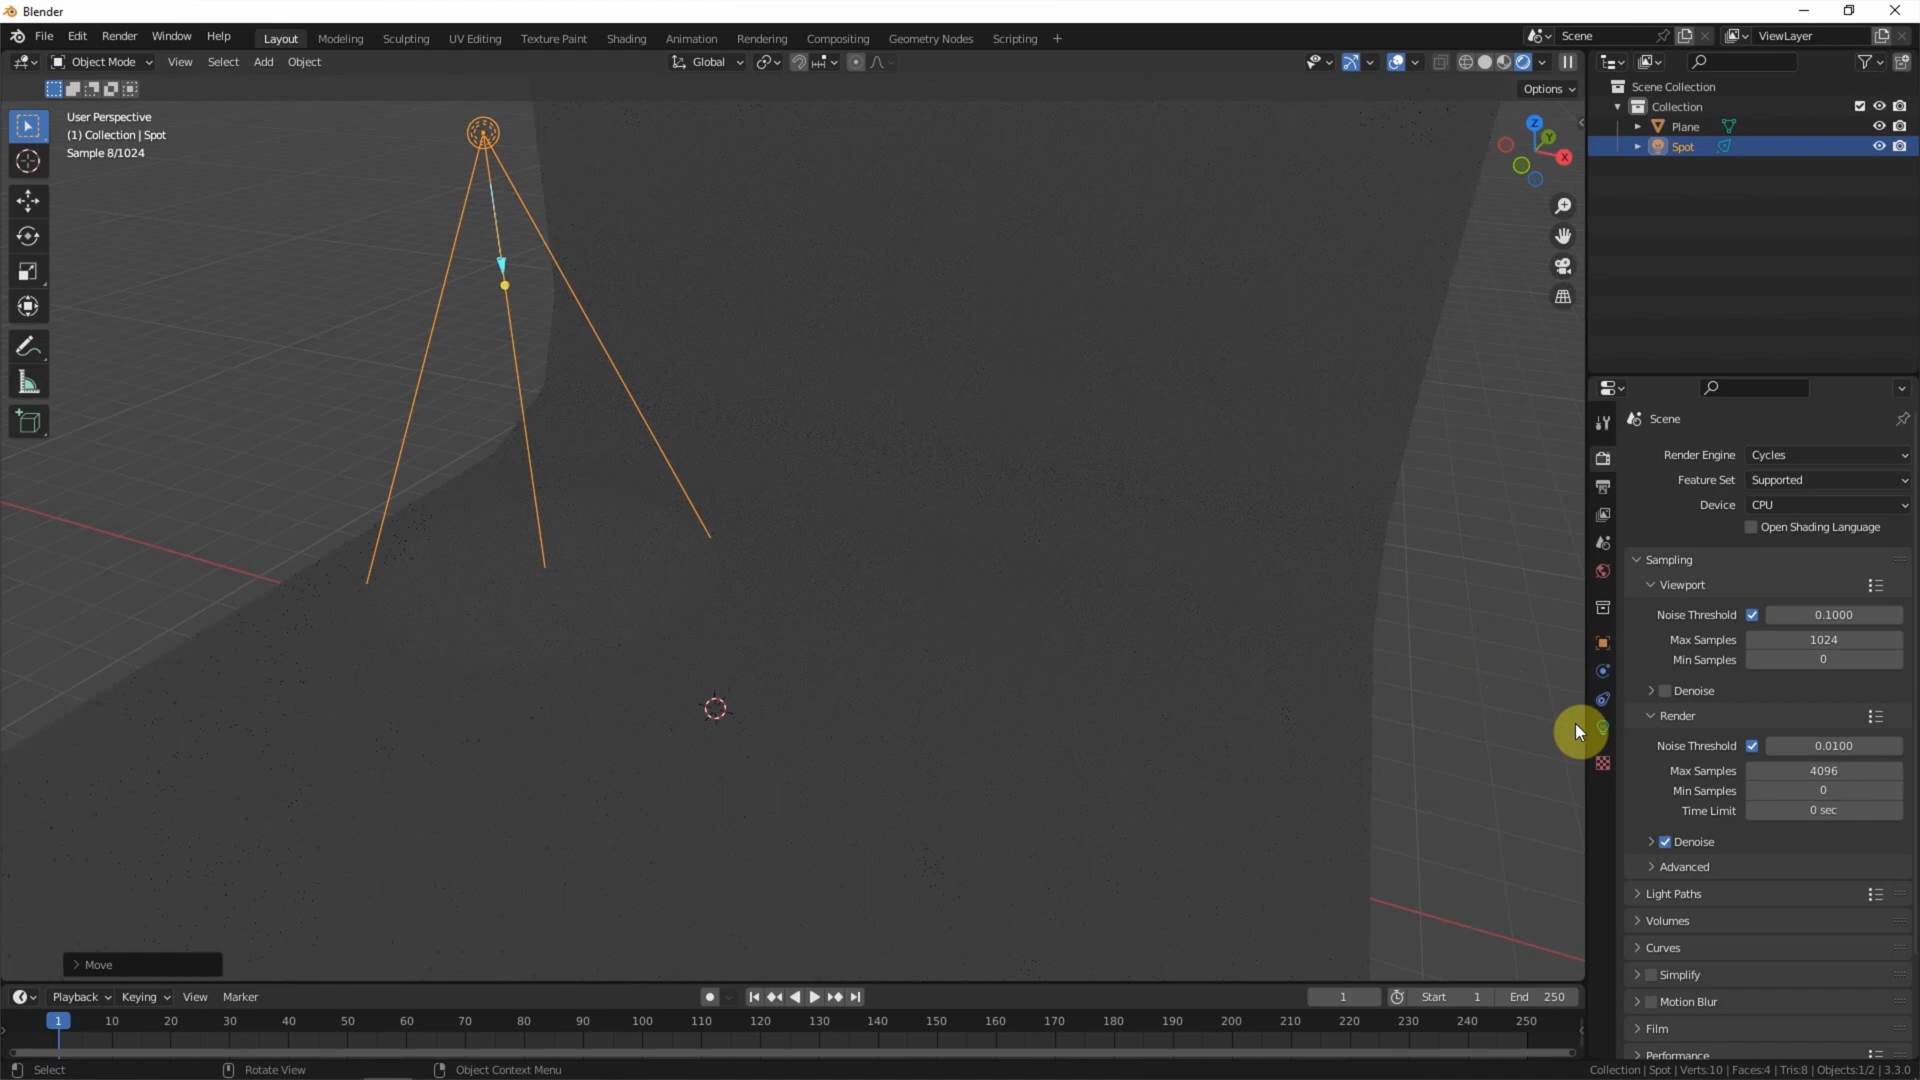 Blender
File Edit Render Window Help
Layout Modeling Sculpting UV Editing Texture Paint Shading Animation Rendering Compositing Geometry Nodes Scripting +
Scene
ViewLayer
Object Mode View Select Add Object
Global
Options
User Perspective
(1) Collection | Spot
Sample 8/1024
Z
Y
X
Scene Collection
Collection
Plane
Spot
Scene
Render Engine Cycles
Feature Set Supported
Device CPU
Open Shading Language
Sampling
Viewport
Noise Threshold 0.1000
Max Samples 1024
Min Samples 0
Denoise
Render
Noise Threshold 0.0100
Max Samples 4096
Min Samples 0
Time Limit 0 sec
Denoise
Advanced
Light Paths
Volumes
Curves
Simplify
Motion Blur
Film
Performance
Move
Playback Keying View Marker
1 Start 1 End 250
1 10 20 30 40 50 60 70 80 90 100 110 120 130 140 150 160 170 180 190 200 210 220 230 240 250
Select Rotate View Object Context Menu
Collection | Spot | Verts:10 | Faces:4 | Tris:8 | Objects:1/2 | 3.3.0